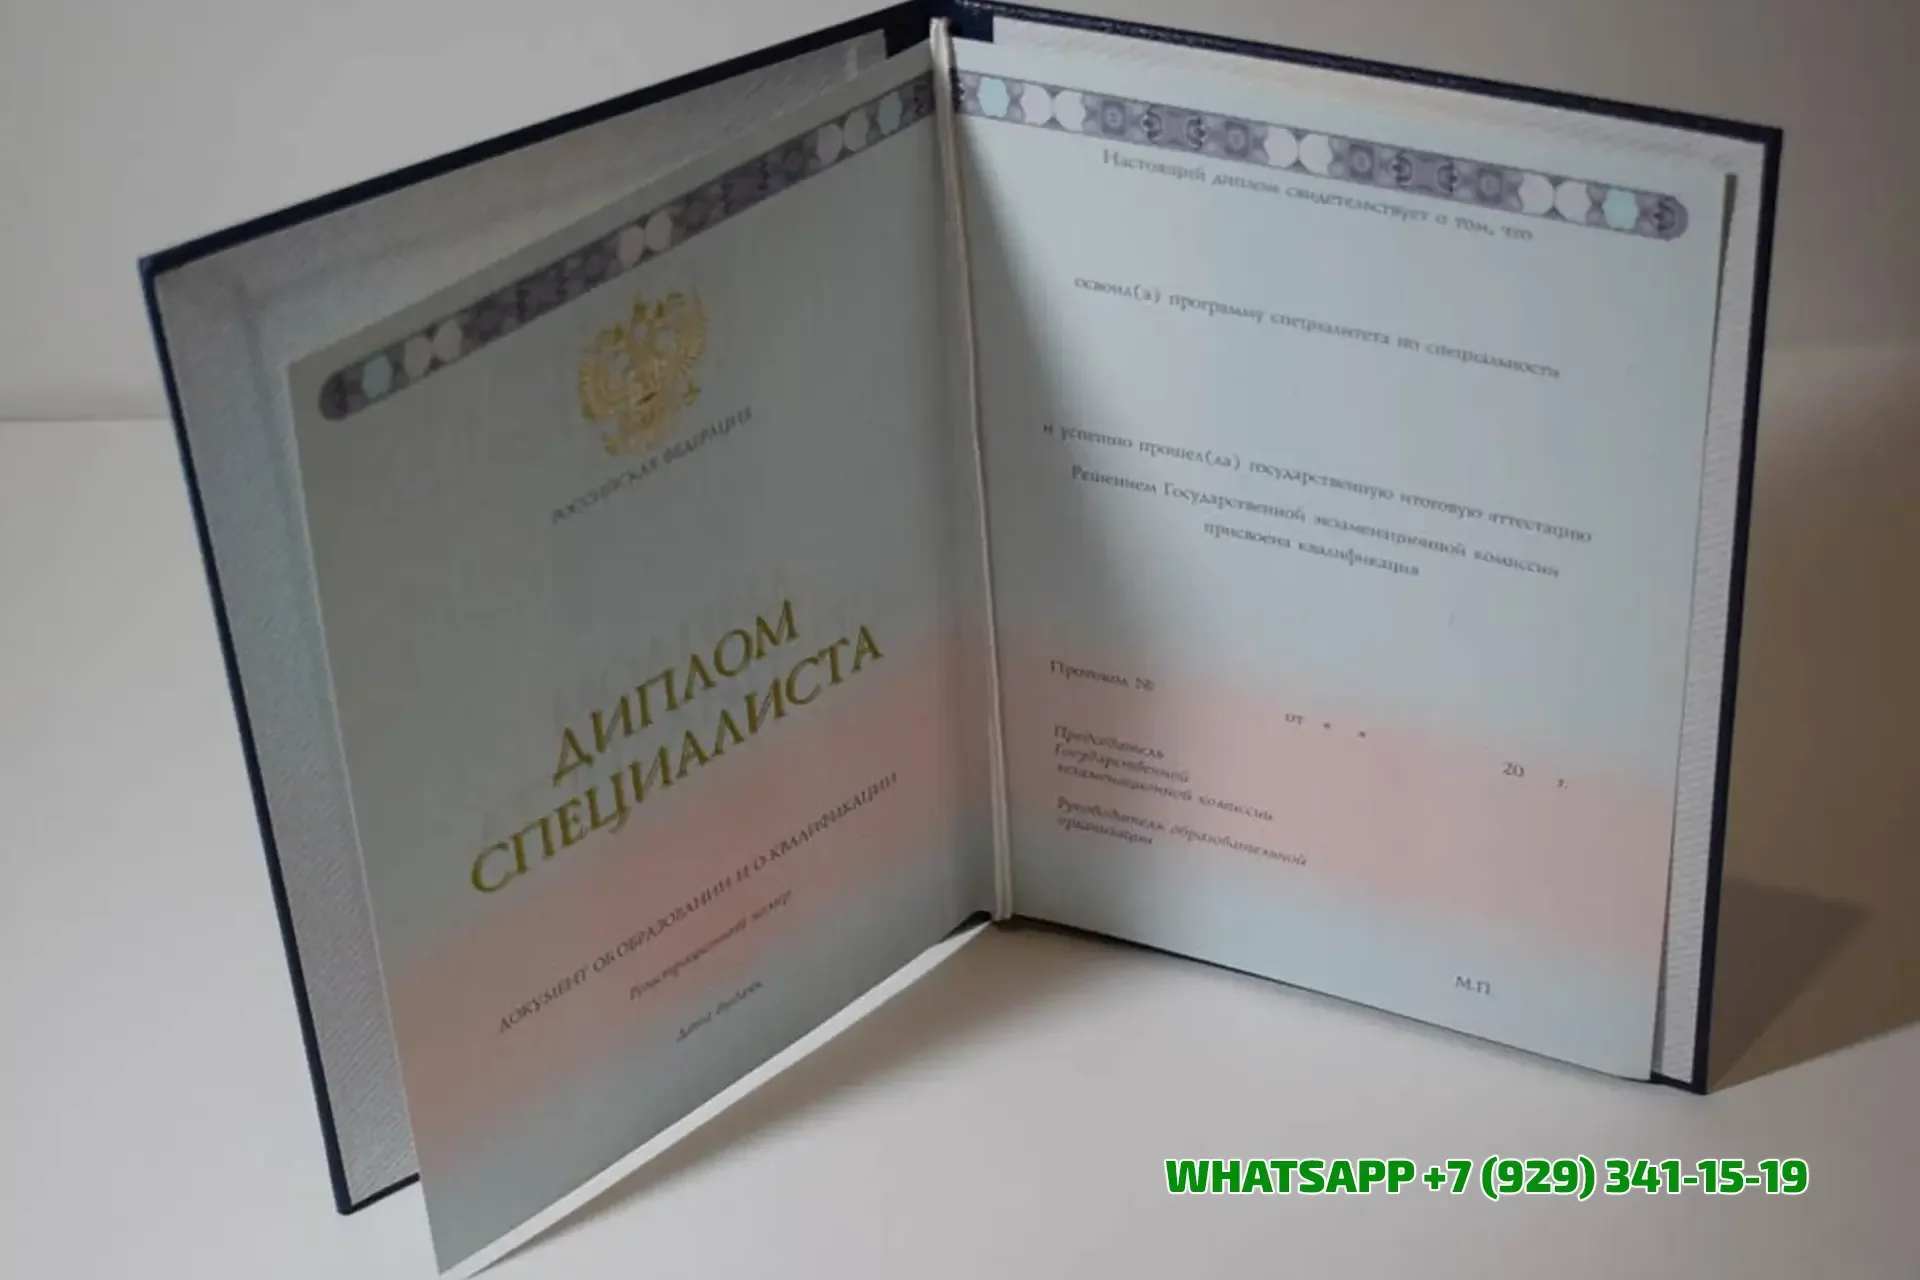 РОССИЙСКАЯ ФЕДЕРАЦИЯ
ДИПЛОМ
СПЕЦИАЛИСТА
ДОКУМЕНТ ОБ ОБРАЗОВАНИИ И О КВАЛИФИКАЦИИ
Регистрационный номер
Дата выдачи
Настоящий диплом свидетельствует о том, что
освоил(а) программу специалитета по специальности
и успешно прошел(ла) государственную итоговую аттестацию
Решением Государственной экзаменационной комиссии
присвоена квалификация
Протокол №
от « »
20 г.
Председатель
Государственной
экзаменационной комиссии
Руководитель образовательной
организации
М.П.
WHATSAPP +7 (929) 341-15-19